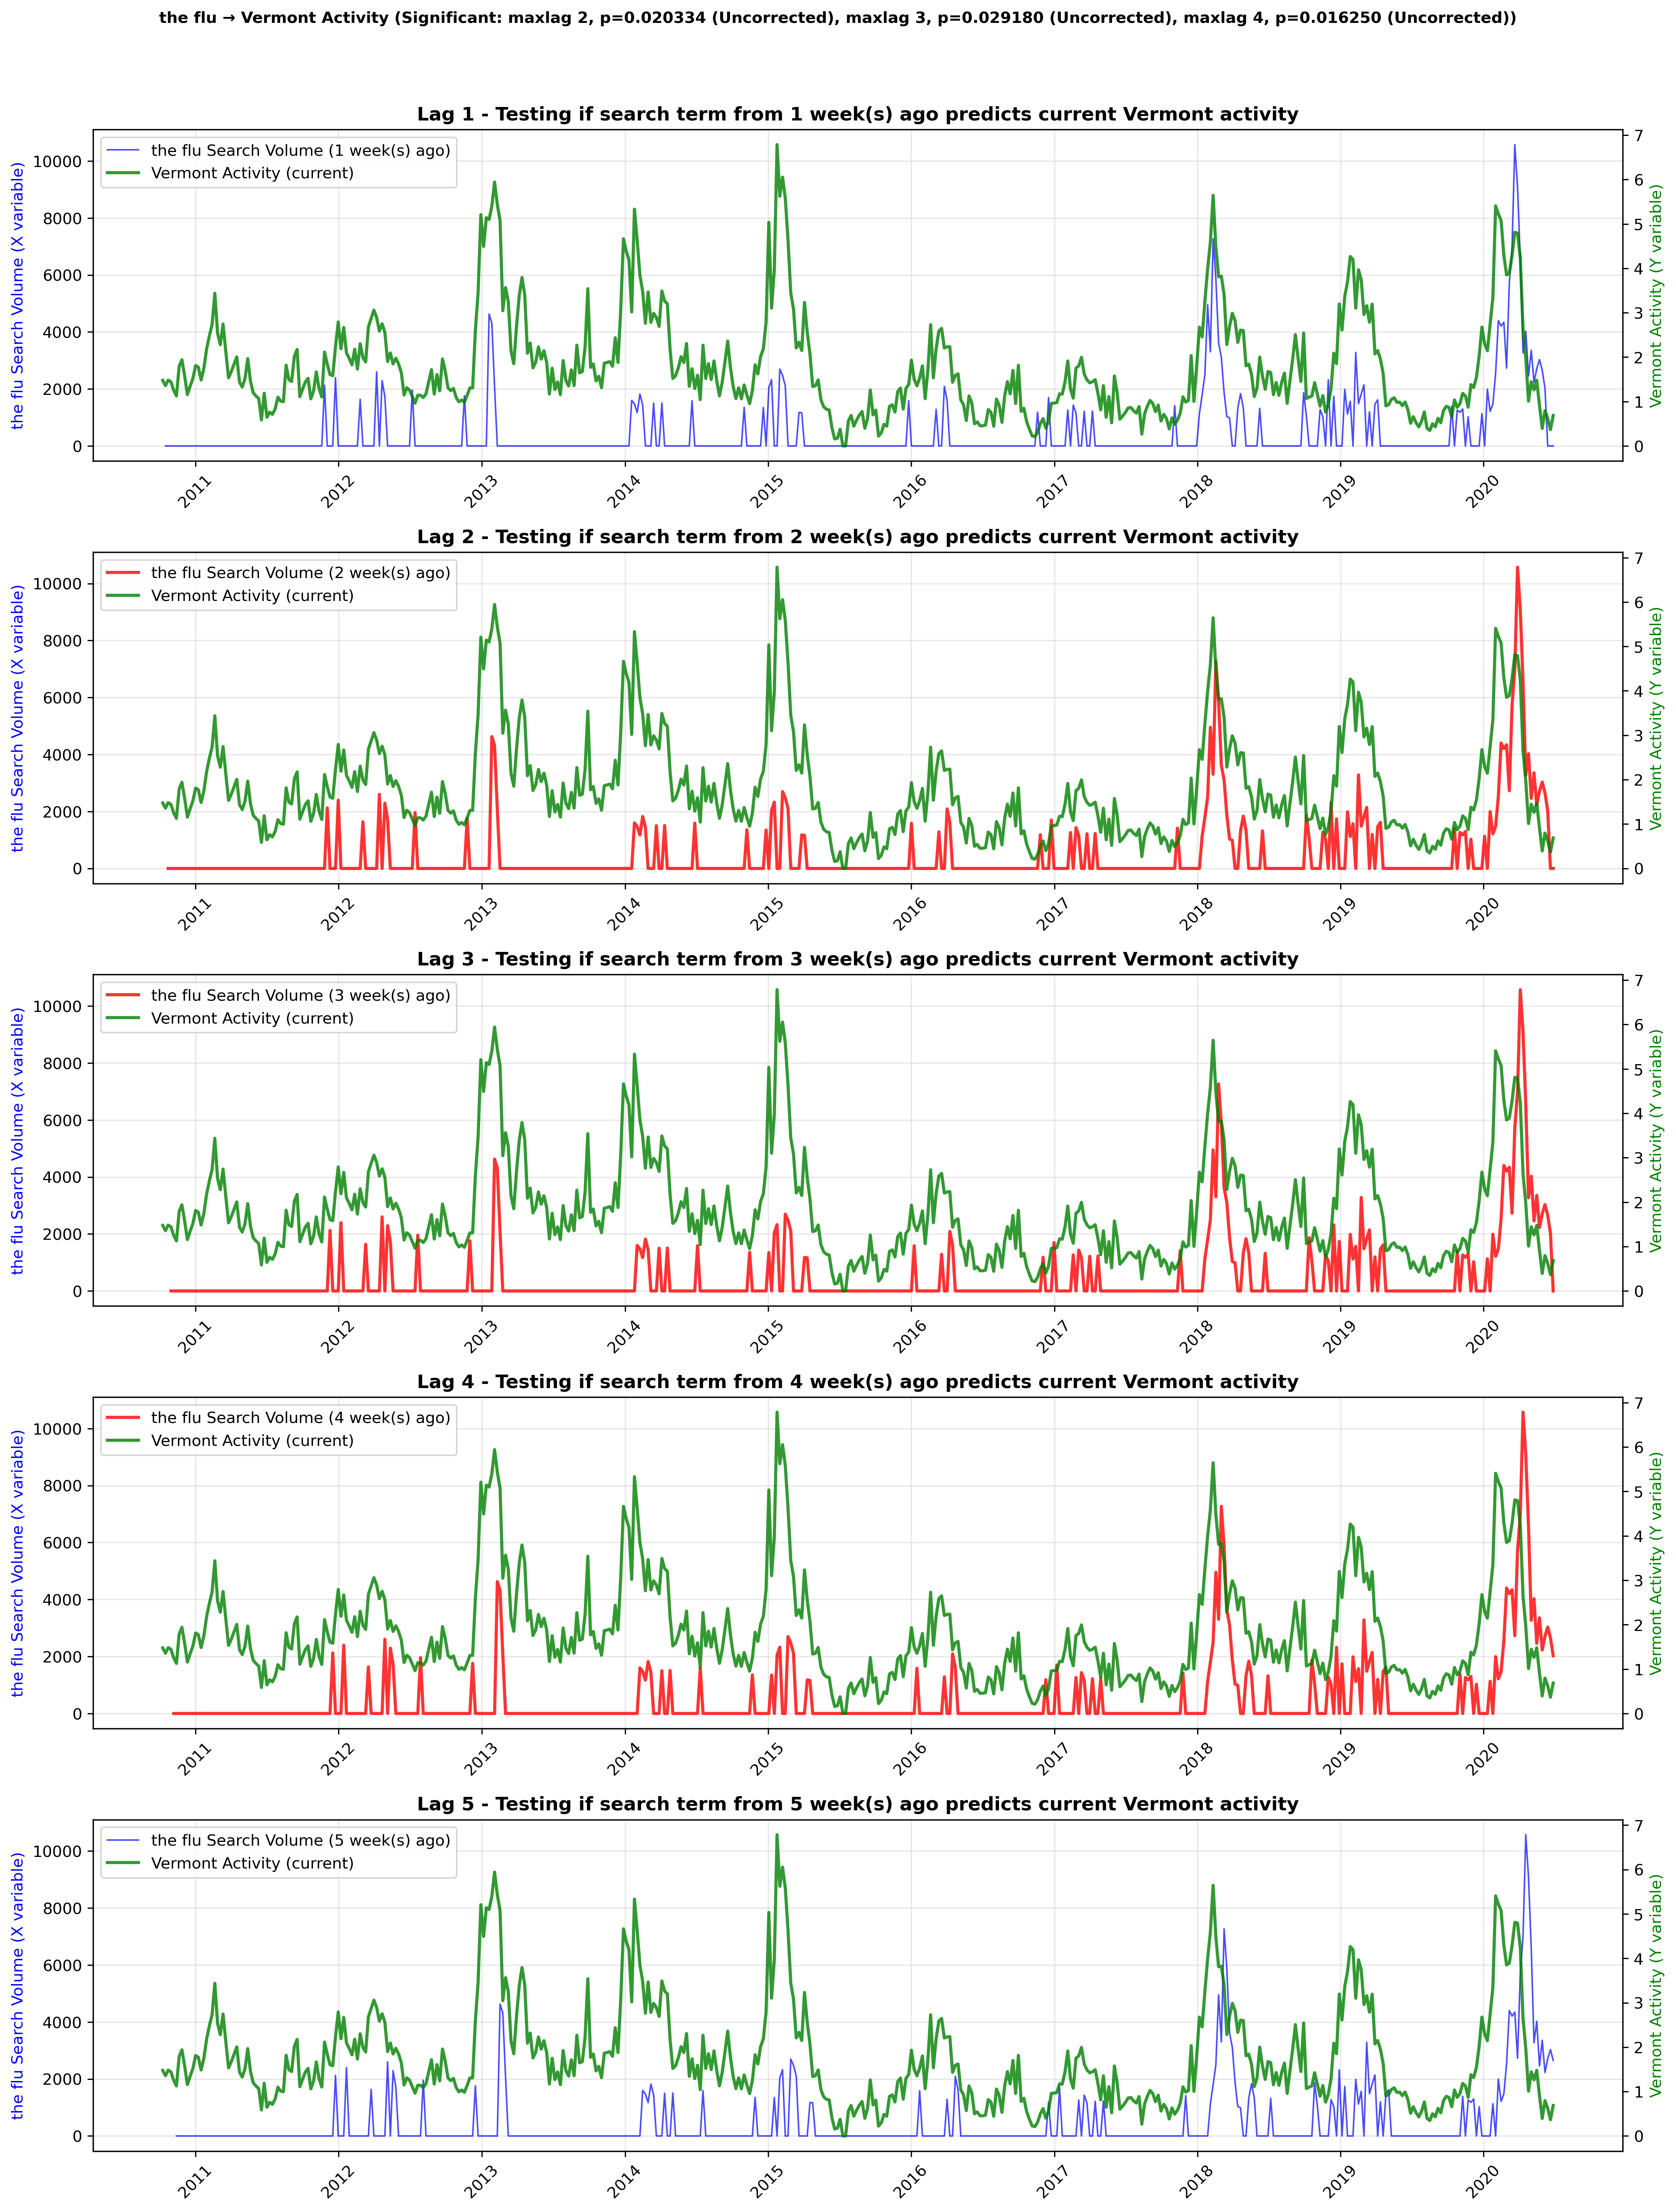 the flu → Vermont Activity (Significant: maxlag 2, p=0.020334 (Uncorrected), maxlag 3, p=0.029180 (Uncorrected), maxlag 4, p=0.016250 (Uncorrected))
Lag 1 - Testing if search term from 1 week(s) ago predicts current Vermont activity
the flu Search Volume (1 week(s) ago)
Vermont Activity (current)
the flu Search Volume (X variable)
10000
8000
6000
4000
2000
0
7
6
5
4
3
2
1
0
Vermont Activity (Y variable)
2011 2012 2013 2014 2015 2016 2017 2018 2019 2020
Lag 2 - Testing if search term from 2 week(s) ago predicts current Vermont activity
the flu Search Volume (2 week(s) ago)
Vermont Activity (current)
the flu Search Volume (X variable)
10000
8000
6000
4000
2000
0
7
6
5
4
3
2
1
0
Vermont Activity (Y variable)
2011 2012 2013 2014 2015 2016 2017 2018 2019 2020
Lag 3 - Testing if search term from 3 week(s) ago predicts current Vermont activity
the flu Search Volume (3 week(s) ago)
Vermont Activity (current)
the flu Search Volume (X variable)
10000
8000
6000
4000
2000
0
7
6
5
4
3
2
1
0
Vermont Activity (Y variable)
2011 2012 2013 2014 2015 2016 2017 2018 2019 2020
Lag 4 - Testing if search term from 4 week(s) ago predicts current Vermont activity
the flu Search Volume (4 week(s) ago)
Vermont Activity (current)
the flu Search Volume (X variable)
10000
8000
6000
4000
2000
0
7
6
5
4
3
2
1
0
Vermont Activity (Y variable)
2011 2012 2013 2014 2015 2016 2017 2018 2019 2020
Lag 5 - Testing if search term from 5 week(s) ago predicts current Vermont activity
the flu Search Volume (5 week(s) ago)
Vermont Activity (current)
the flu Search Volume (X variable)
10000
8000
6000
4000
2000
0
7
6
5
4
3
2
1
0
Vermont Activity (Y variable)
2011 2012 2013 2014 2015 2016 2017 2018 2019 2020